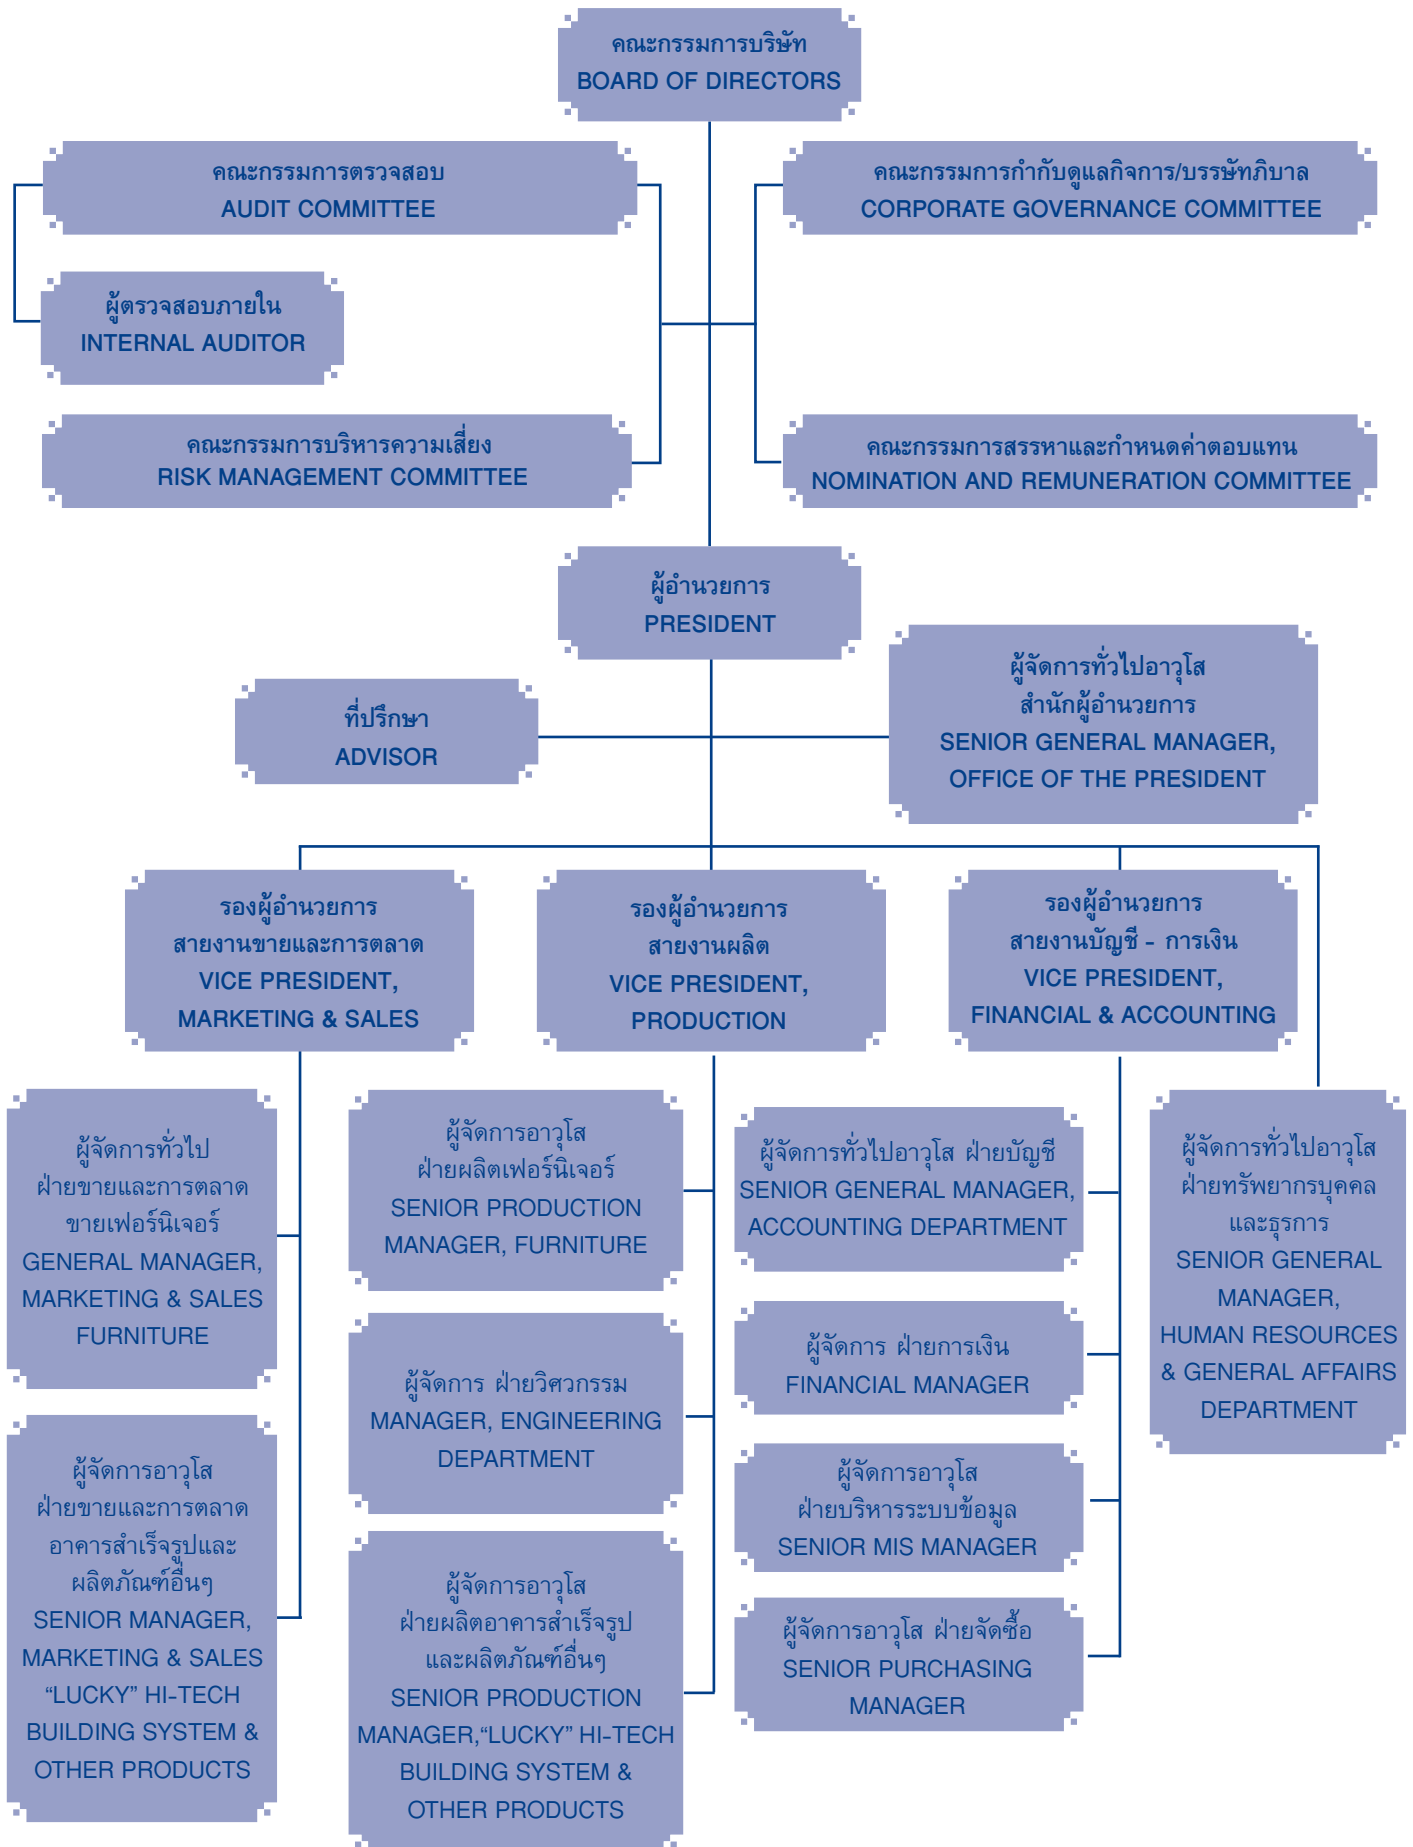 คณะกรรมการบริษัท
BOARD OF DIRECTORS
คณะกรรมการตรวจสอบ
AUDIT COMMITTEE
คณะกรรมการกำกับดูแลกิจการ/บรรษัทภิบาล
CORPORATE GOVERNANCE COMMITTEE
ผู้ตรวจสอบภายใน
INTERNAL AUDITOR
คณะกรรมการบริหารความเสี่ยง
RISK MANAGEMENT COMMITTEE
คณะกรรมการสรรหาและกำหนดค่าตอบแทน
NOMINATION AND REMUNERATION COMMITTEE
ผู้อำนวยการ
PRESIDENT
ที่ปรึกษา
ADVISOR
ผู้จัดการทั่วไปอาวุโส
สำนักผู้อำนวยการ
SENIOR GENERAL MANAGER,
OFFICE OF THE PRESIDENT
รองผู้อำนวยการ
สายงานขายและการตลาด
VICE PRESIDENT,
MARKETING & SALES
รองผู้อำนวยการ
สายงานผลิต
VICE PRESIDENT,
PRODUCTION
รองผู้อำนวยการ
สายงานบัญชี - การเงิน
VICE PRESIDENT,
FINANCIAL & ACCOUNTING
ผู้จัดการทั่วไป
ฝ่ายขายและการตลาด
ขายเฟอร์นิเจอร์
GENERAL MANAGER,
MARKETING & SALES
FURNITURE
ผู้จัดการอาวุโส
ฝ่ายขายและการตลาด
อาคารสำเร็จรูปและ
ผลิตภัณฑ์อื่นๆ
SENIOR MANAGER,
MARKETING & SALES
“LUCKY” HI-TECH
BUILDING SYSTEM &
OTHER PRODUCTS
ผู้จัดการอาวุโส
ฝ่ายผลิตเฟอร์นิเจอร์
SENIOR PRODUCTION
MANAGER, FURNITURE
ผู้จัดการ ฝ่ายวิศวกรรม
MANAGER, ENGINEERING
DEPARTMENT
ผู้จัดการอาวุโส
ฝ่ายผลิตอาคารสำเร็จรูป
และผลิตภัณฑ์อื่นๆ
SENIOR PRODUCTION
MANAGER,“LUCKY” HI-TECH
BUILDING SYSTEM &
OTHER PRODUCTS
ผู้จัดการทั่วไปอาวุโส ฝ่ายบัญชี
SENIOR GENERAL MANAGER,
ACCOUNTING DEPARTMENT
ผู้จัดการ ฝ่ายการเงิน
FINANCIAL MANAGER
ผู้จัดการอาวุโส
ฝ่ายบริหารระบบข้อมูล
SENIOR MIS MANAGER
ผู้จัดการอาวุโส ฝ่ายจัดซื้อ
SENIOR PURCHASING
MANAGER
ผู้จัดการทั่วไปอาวุโส
ฝ่ายทรัพยากรบุคคล
และธุรการ
SENIOR GENERAL
MANAGER,
HUMAN RESOURCES
& GENERAL AFFAIRS
DEPARTMENT